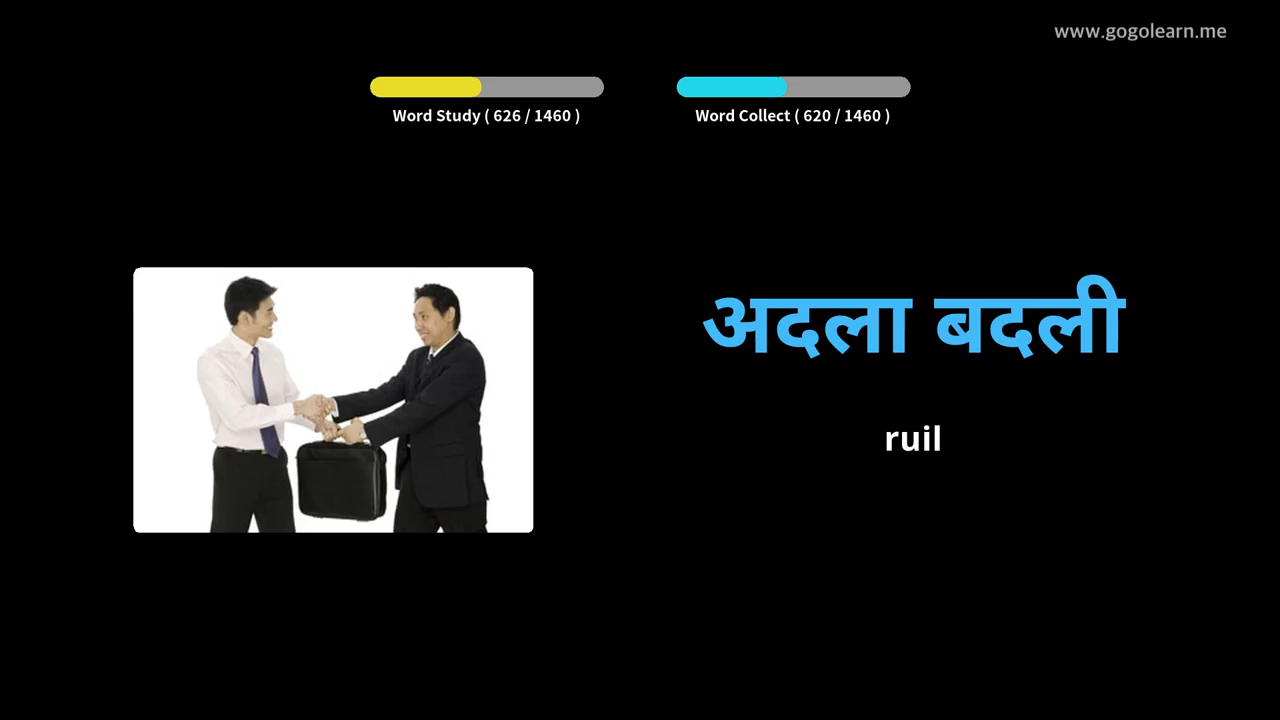 www.gogolearn.me
Word Study ( 626 / 1460 )
Word Collect ( 620 / 1460 )
अदला बदली
ruil